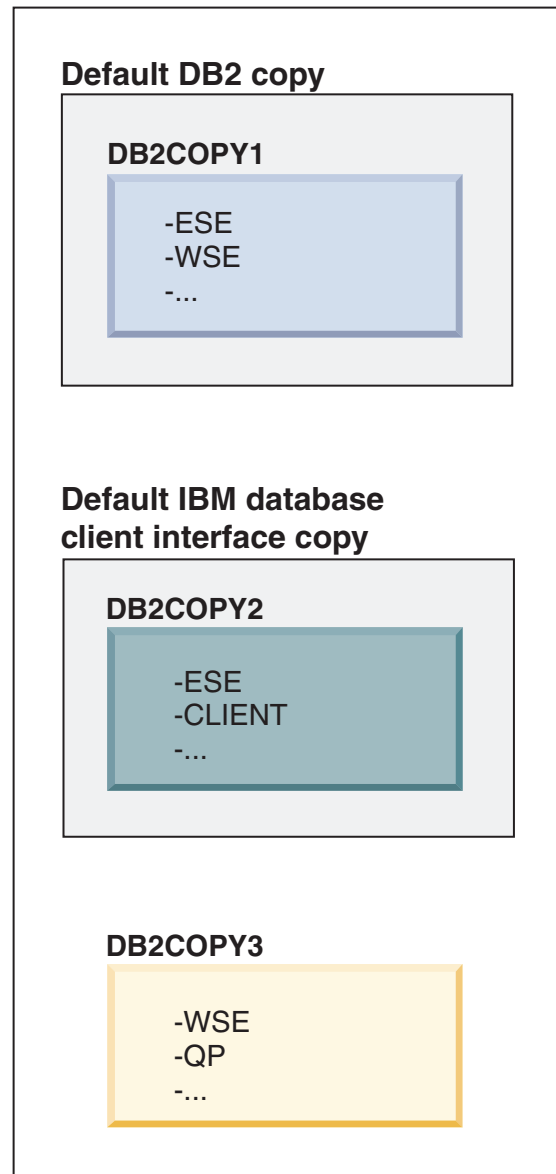 Default DB2 copy
DB2COPY1
-ESE
-WSE
-...
Default IBM database
client interface copy
DB2COPY2
-ESE
-CLIENT
-...
DB2COPY3
-WSE
-QP
-...